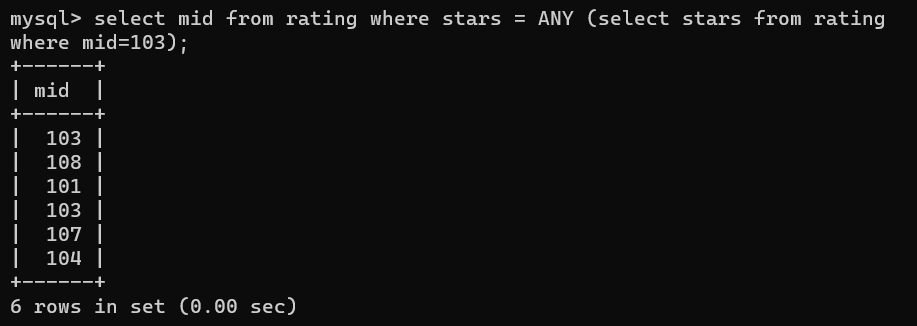 mysql> select mid from rating where stars = ANY (select stars from rating
where mid=103);
+------+
| mid  |
+------+
|  103 |
|  108 |
|  101 |
|  103 |
|  107 |
|  104 |
+------+
6 rows in set (0.00 sec)